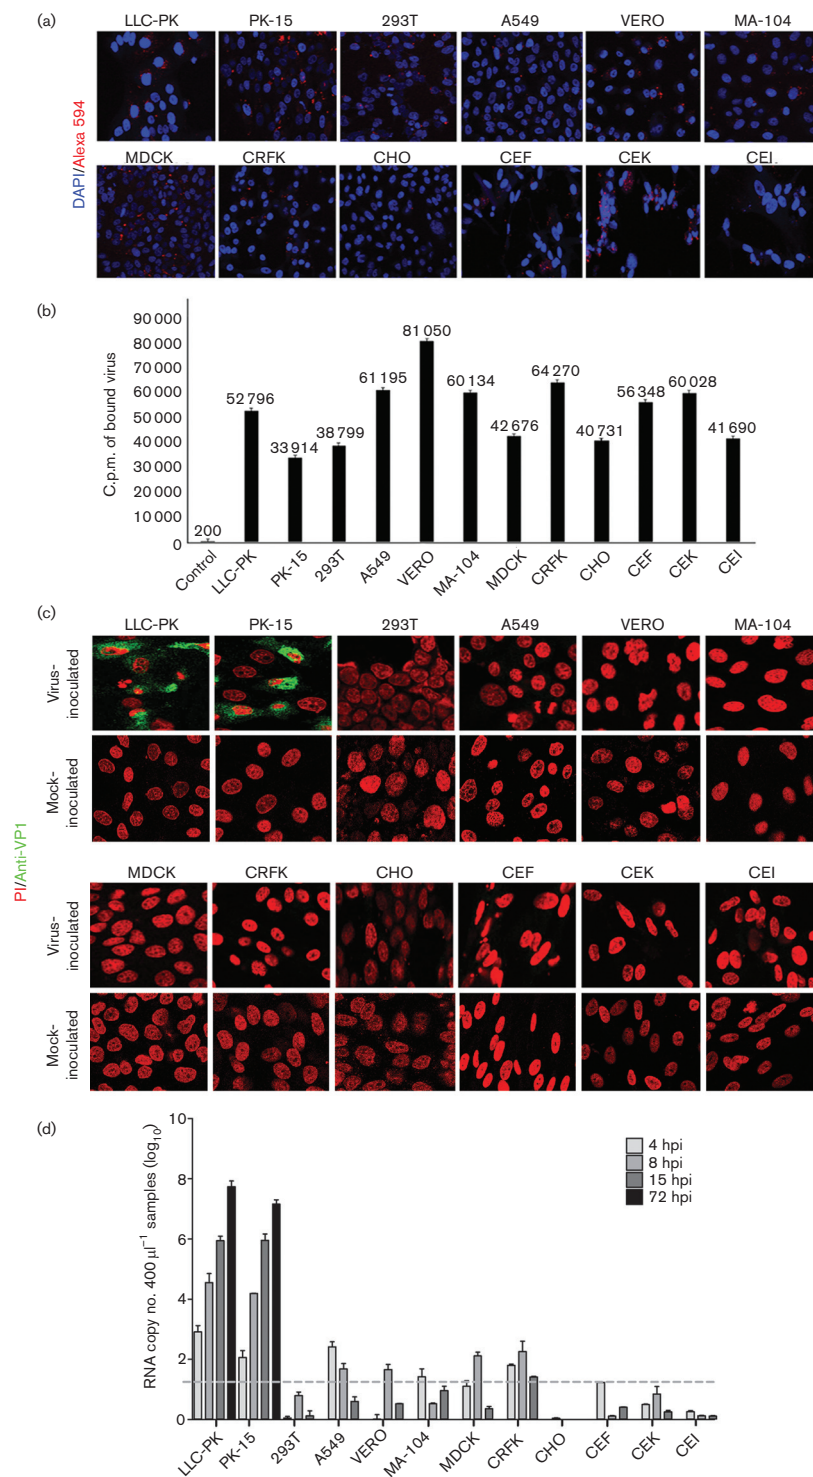 (a)
LLC-PK PK-15 293T A549 VERO MA-104
DAPI/Alexa 594
MDCK CRFK CHO CEF CEK CEI
(b)
C.p.m. of bound virus
90 000
80 000
70 000
60 000
50 000
40 000
30 000
20 000
10 000
0
200
52 796
33 914
38 799
61 195
81 050
60 134
42 676
64 270
40 731
56 348
60 028
41 690
Control LLC-PK PK-15 293T A549 VERO MA-104 MDCK CRFK CHO CEF CEK CEI
(c)
LLC-PK PK-15 293T A549 VERO MA-104
Virus-
inoculated
Mock-
inoculated
PI/Anti-VP1
MDCK CRFK CHO CEF CEK CEI
Virus-
inoculated
Mock-
inoculated
(d)
RNA copy no. 400 µl⁻¹ samples (log₁₀)
10
8
6
4
2
0
4 hpi
8 hpi
15 hpi
72 hpi
LLC-PK PK-15 293T A549 VERO MA-104 MDCK CRFK CHO CEF CEK CEI